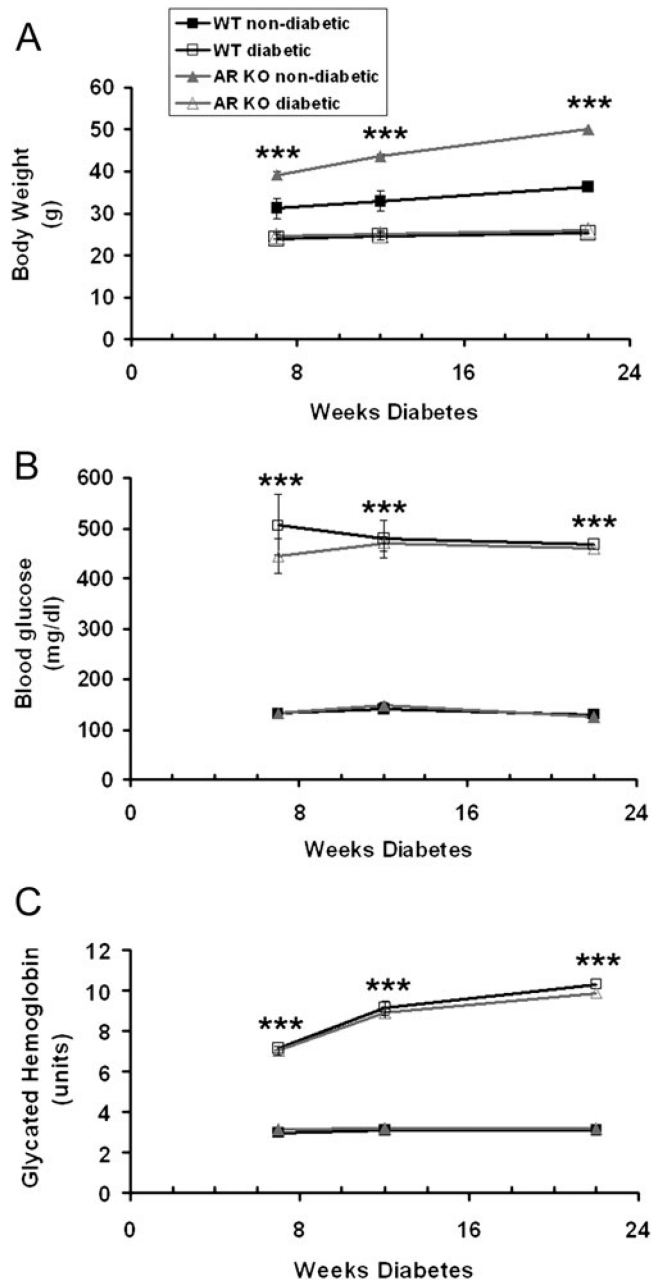 A
WT non-diabetic
WT diabetic
AR KO non-diabetic
AR KO diabetic
60
50
40
30
20
10
0
Body Weight
(g)
***
***
***
0
8
16
24
Weeks Diabetes
B
600
500
400
300
200
100
0
Blood glucose
(mg/dl)
***
***
***
0
8
16
24
Weeks Diabetes
C
12
10
8
6
4
2
0
Glycated Hemoglobin
(units)
***
***
***
0
8
16
24
Weeks Diabetes